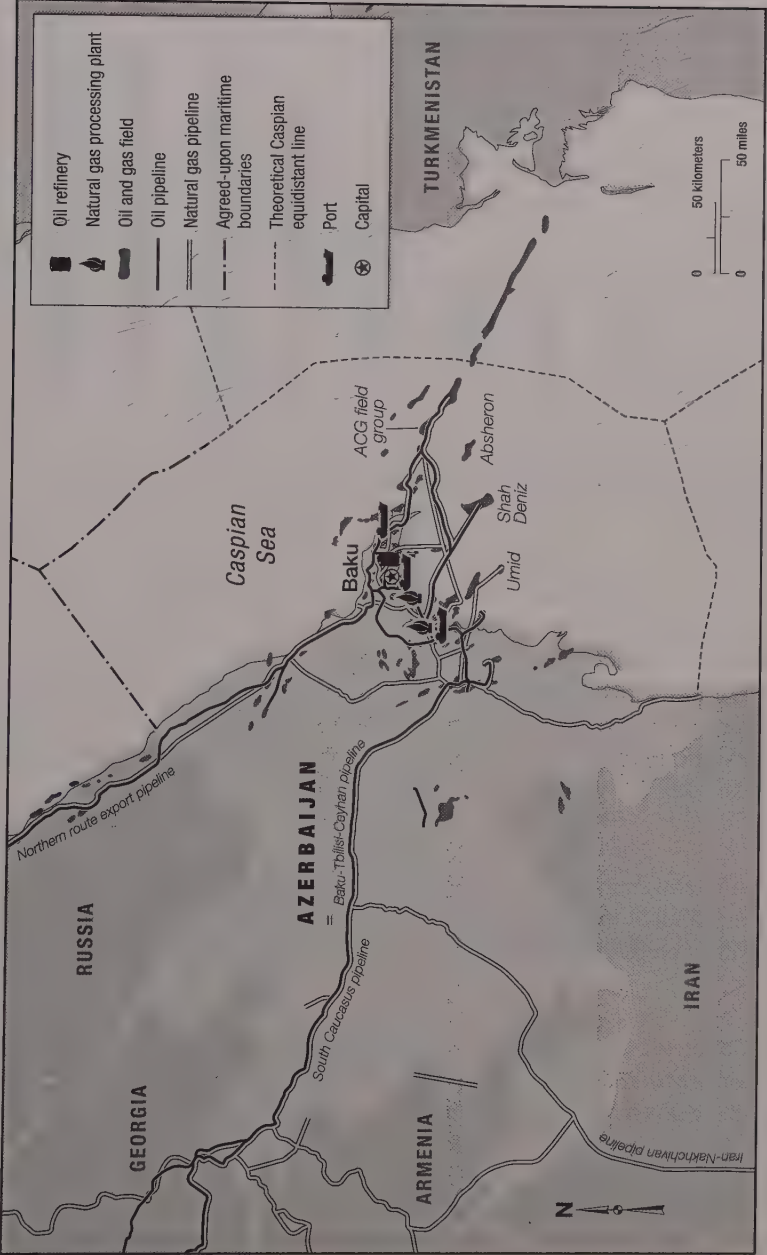 Oil refinery
Natural gas processing plant
Oil and gas field
Oil pipeline
Natural gas pipeline
Agreed-upon maritime
boundaries
Theoretical Caspian
equidistant line
Port
Capital
RUSSIA
Northern route export pipeline
Caspian
Sea
TURKMENISTAN
GEORGIA
AZERBAIJAN
Baku
ACG field
group
Baku-Tbilisi-Ceyhan pipeline
South Caucasus pipeline
Absheron
Shah
Deniz
Umid
ARMENIA
IRAN
Iran-Nakhchivan pipeline
N
0 50 kilometers
0 50 miles